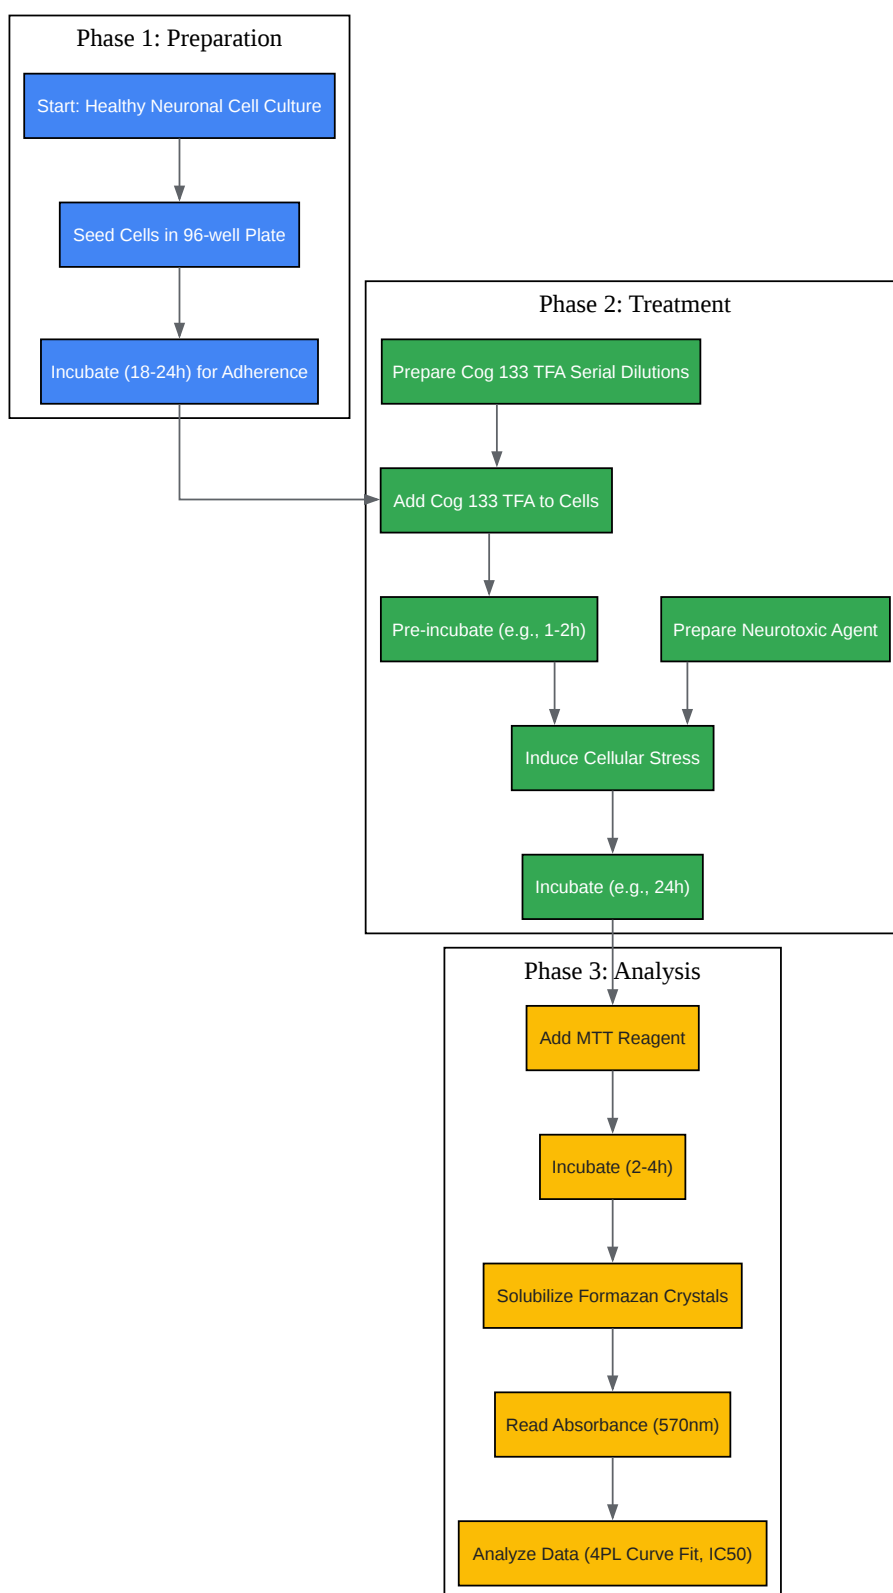 Phase 1: Preparation
Start: Healthy Neuronal Cell Culture
Seed Cells in 96-well Plate
Incubate (18-24h) for Adherence
Phase 2: Treatment
Prepare Cog 133 TFA Serial Dilutions
Add Cog 133 TFA to Cells
Pre-incubate (e.g., 1-2h)
Prepare Neurotoxic Agent
Induce Cellular Stress
Incubate (e.g., 24h)
Phase 3: Analysis
Add MTT Reagent
Incubate (2-4h)
Solubilize Formazan Crystals
Read Absorbance (570nm)
Analyze Data (4PL Curve Fit, IC50)